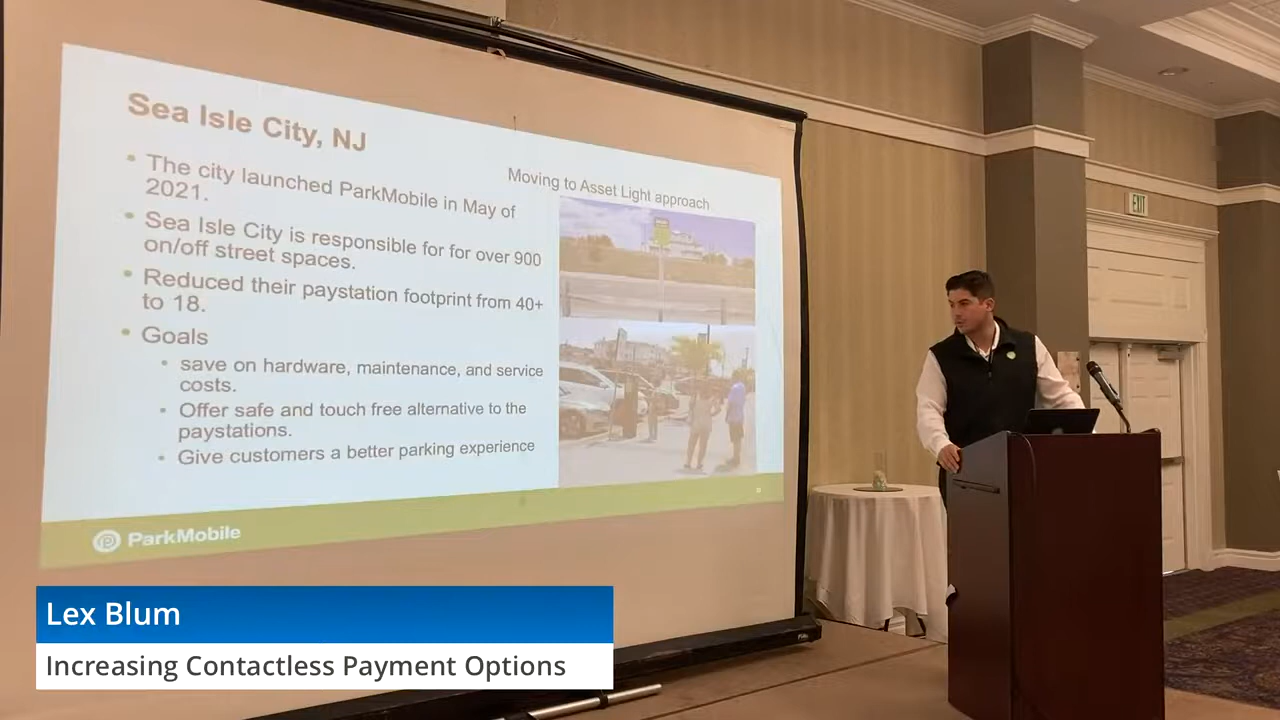 Sea Isle City, NJ
Moving to Asset Light approach
• The city launched ParkMobile in May of
2021.
• Sea Isle City is responsible for for over 900
on/off street spaces.
• Reduced their paystation footprint from 40+
to 18.
• Goals
• save on hardware, maintenance, and service
costs.
• Offer safe and touch free alternative to the
paystations.
• Give customers a better parking experience
ParkMobile
EXIT
Lex Blum
Increasing Contactless Payment Options